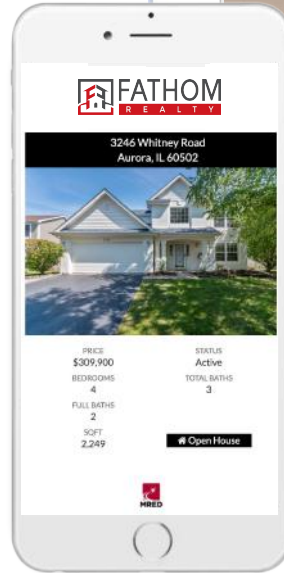 FATHOM
REALTY
3246 Whitney Road
Aurora, IL 60502
PRICE
$309,900
STATUS
Active
BEDROOMS
4
TOTAL BATHS
3
FULL BATHS
2
SQFT
2,249
Open House
MRED